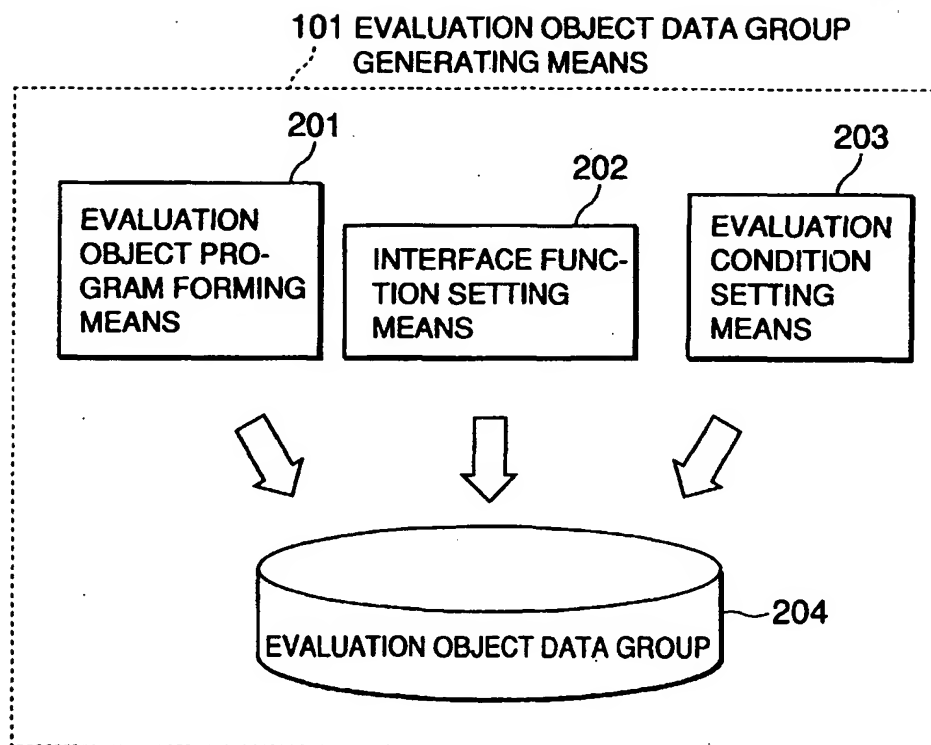 101 EVALUATION OBJECT DATA GROUP
GENERATING MEANS
201
202
203
EVALUATION
OBJECT PRO-
GRAM FORMING
MEANS
INTERFACE FUNC-
TION SETTING
MEANS
EVALUATION
CONDITION
SETTING
MEANS
204
EVALUATION OBJECT DATA GROUP